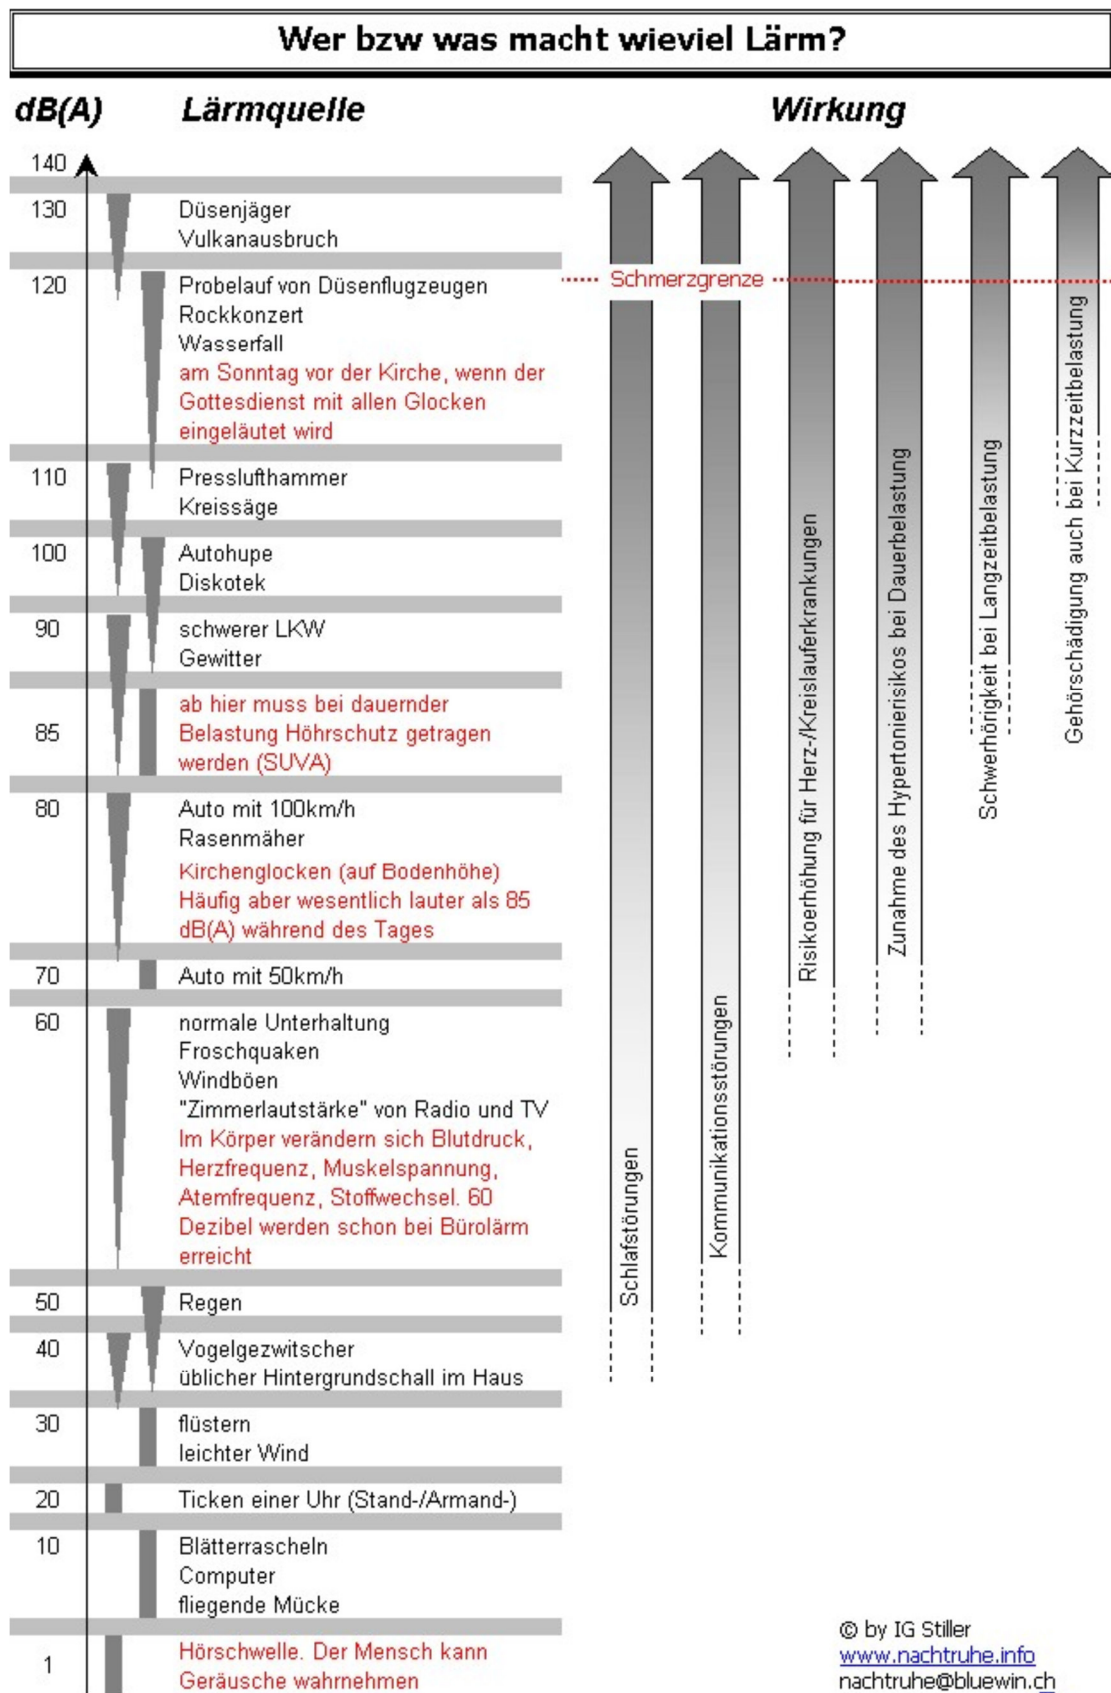 Wer bzw was macht wieviel Lärm?
dB(A)
Lärmquelle
Wirkung
140
130
Düsenjäger
Vulkanausbruch
120
Probelauf von Düsenflugzeugen
Rockkonzert
Wasserfall
am Sonntag vor der Kirche, wenn der
Gottesdienst mit allen Glocken
eingeläutet wird
110
Presslufthammer
Kreissäge
100
Autohupe
Diskotek
90
schwerer LKW
Gewitter
ab hier muss bei dauernder
85
Belastung Höhrschutz getragen
werden (SUVA)
80
Auto mit 100km/h
Rasenmäher
Kirchenglocken (auf Bodenhöhe)
Häufig aber wesentlich lauter als 85
dB(A) während des Tages
70
Auto mit 50km/h
60
normale Unterhaltung
Froschquaken
Windböen
"Zimmerlautstärke" von Radio und TV
Im Körper verändern sich Blutdruck,
Herzfrequenz, Muskelspannung,
Atemfrequenz, Stoffwechsel. 60
Dezibel werden schon bei Bürolärm
erreicht
50
Regen
40
Vogelgezwitscher
üblicher Hintergrundschall im Haus
30
flüstern
leichter Wind
20
Ticken einer Uhr (Stand-/Armand-)
10
Blätterrascheln
Computer
fliegende Mücke
1
Hörschwelle. Der Mensch kann
Geräusche wahrnehmen
Schmerzgrenze
Schlafstörungen
Kommunikationsstörungen
Risikoerhöhung für Herz-/Kreislauferkrankungen
Zunahme des Hypertonierisikos bei Dauerbelastung
Schwerhörigkeit bei Langzeitbelastung
Gehörschädigung auch bei Kurzzeitbelastung
© by IG Stiller
www.nachtruhe.info
nachtruhe@bluewin.ch